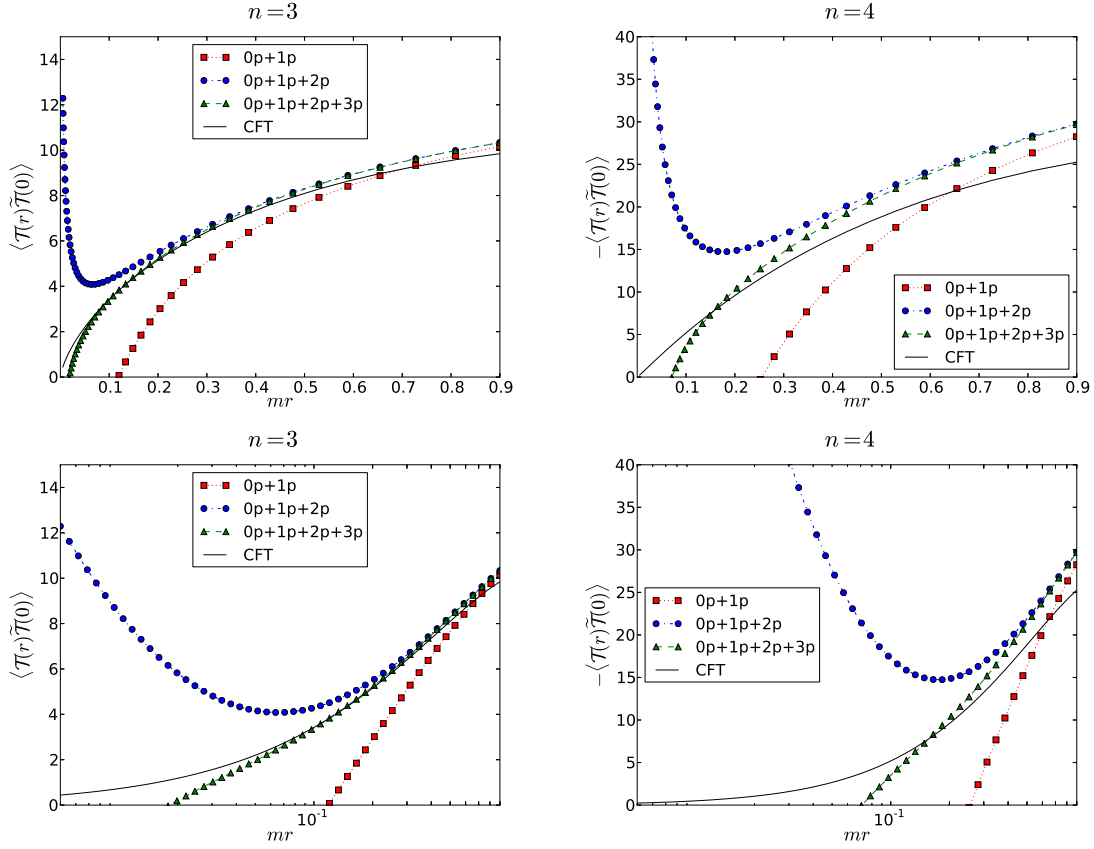 n = 3
⟨𝒯(r)𝒯̃(0)⟩
14
12
10
8
6
4
2
0
0p+1p
0p+1p+2p
0p+1p+2p+3p
CFT
0.1 0.2 0.3 0.4 0.5 0.6 0.7 0.8 0.9
mr
n = 4
−⟨𝒯(r)𝒯̃(0)⟩
40
35
30
25
20
15
10
5
0
0p+1p
0p+1p+2p
0p+1p+2p+3p
CFT
0.1 0.2 0.3 0.4 0.5 0.6 0.7 0.8 0.9
mr
n = 3
⟨𝒯(r)𝒯̃(0)⟩
14
12
10
8
6
4
2
0
0p+1p
0p+1p+2p
0p+1p+2p+3p
CFT
10⁻¹
mr
n = 4
−⟨𝒯(r)𝒯̃(0)⟩
40
35
30
25
20
15
10
5
0
0p+1p
0p+1p+2p
0p+1p+2p+3p
CFT
10⁻¹
mr